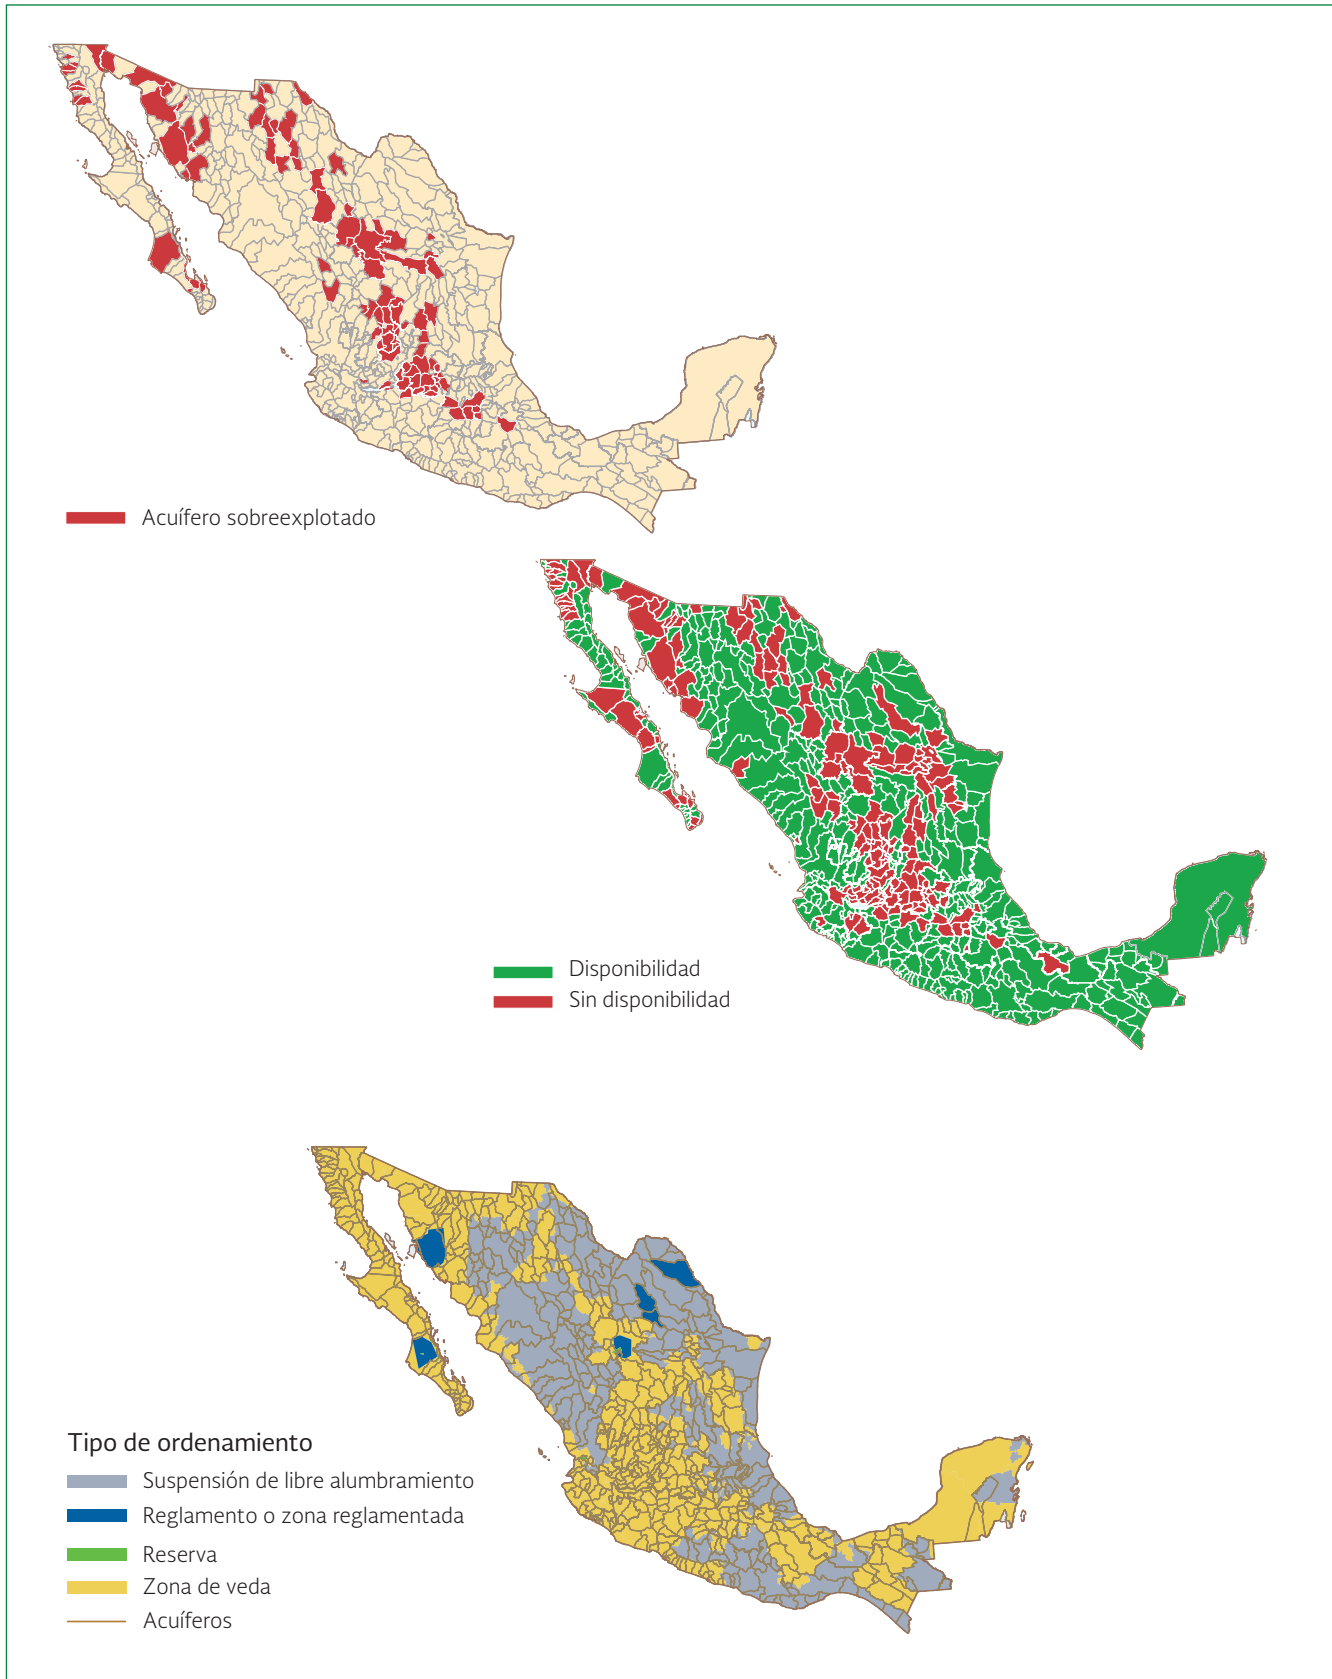 Acuífero sobreexplotado
Disponibilidad
Sin disponibilidad
Tipo de ordenamiento
Suspensión de libre alumbramiento
Reglamento o zona reglamentada
Reserva
Zona de veda
Acuíferos